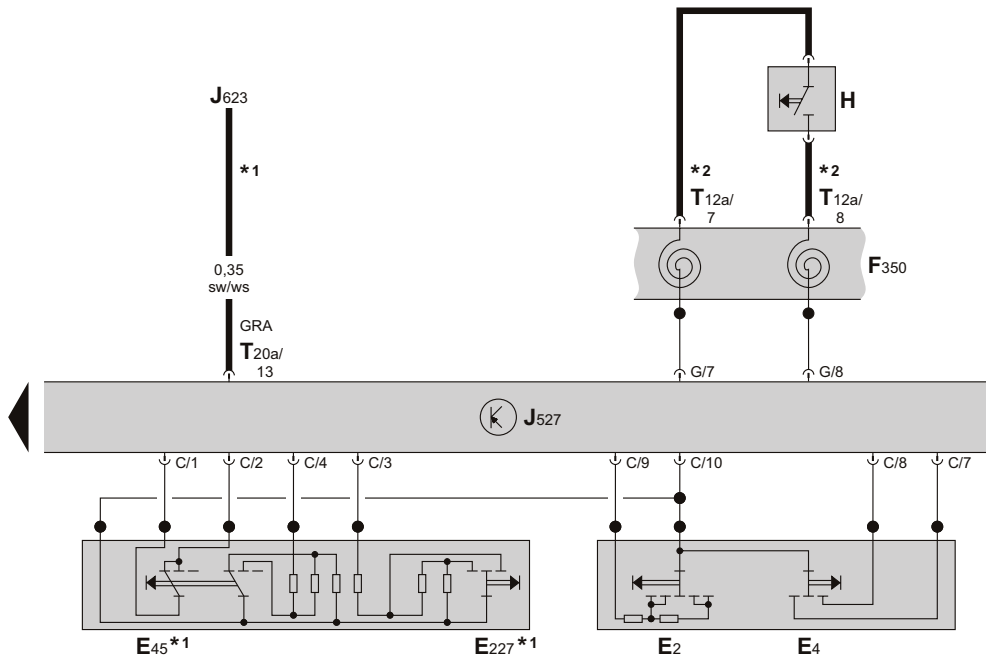 J623
H
*1
*2
*2
T12a/
7
T12a/
8
F350
0,35
sw/ws
GRA
T20a/
13
G/7
G/8
J527
C/1
C/2
C/4
C/3
C/9
C/10
C/8
C/7
E45*1
E227*1
E2
E4